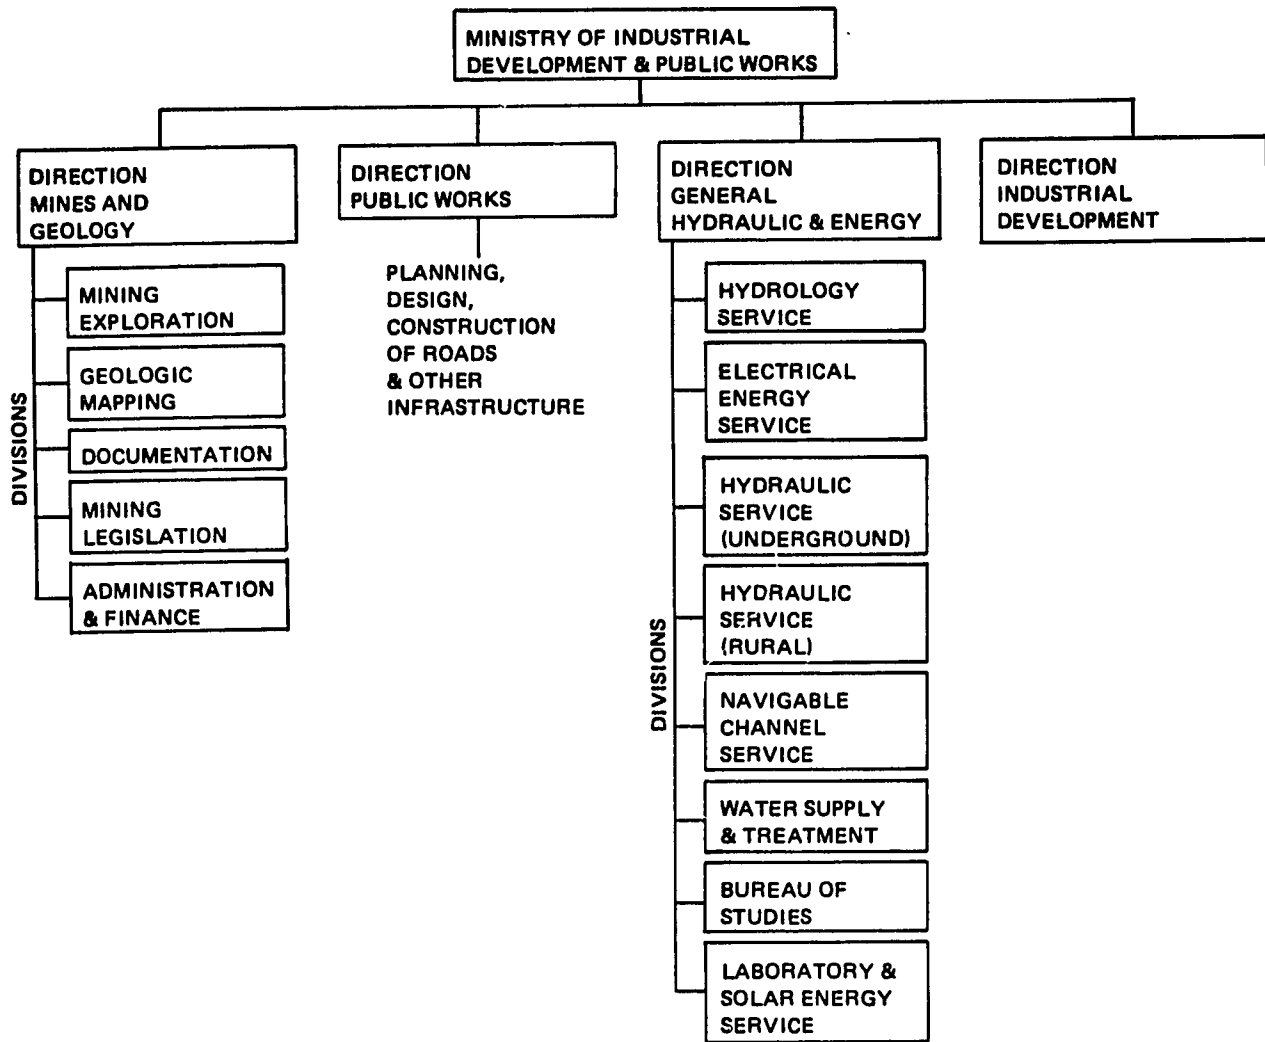 MINISTRY OF INDUSTRIAL
DEVELOPMENT & PUBLIC WORKS
DIRECTION
MINES AND
GEOLOGY
DIVISIONS
MINING
EXPLORATION
GEOLOGIC
MAPPING
DOCUMENTATION
MINING
LEGISLATION
ADMINISTRATION
& FINANCE
DIRECTION
PUBLIC WORKS
PLANNING,
DESIGN,
CONSTRUCTION
OF ROADS
& OTHER
INFRASTRUCTURE
DIRECTION
GENERAL
HYDRAULIC & ENERGY
DIVISIONS
HYDROLOGY
SERVICE
ELECTRICAL
ENERGY
SERVICE
HYDRAULIC
SERVICE
(UNDERGROUND)
HYDRAULIC
SERVICE
(RURAL)
NAVIGABLE
CHANNEL
SERVICE
WATER SUPPLY
& TREATMENT
BUREAU OF
STUDIES
LABORATORY &
SOLAR ENERGY
SERVICE
DIRECTION
INDUSTRIAL
DEVELOPMENT